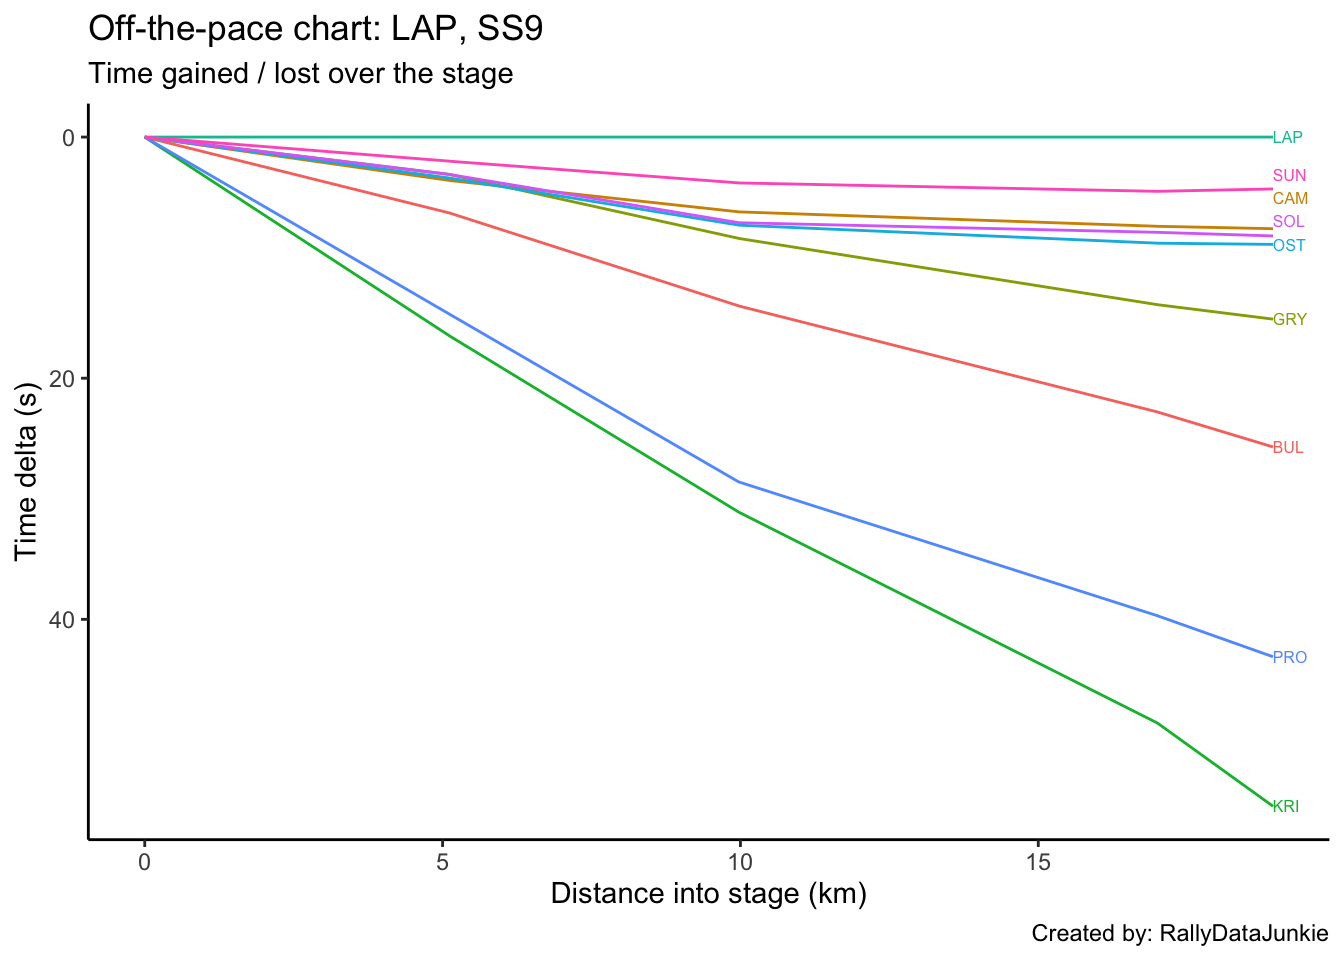 Off-the-pace chart: LAP, SS9
Time gained / lost over the stage
0
20
40
Time delta (s)
LAP
SUN
CAM
SOL
OST
GRY
BUL
PRO
KRI
0 5 10 15
Distance into stage (km)
Created by: RallyDataJunkie